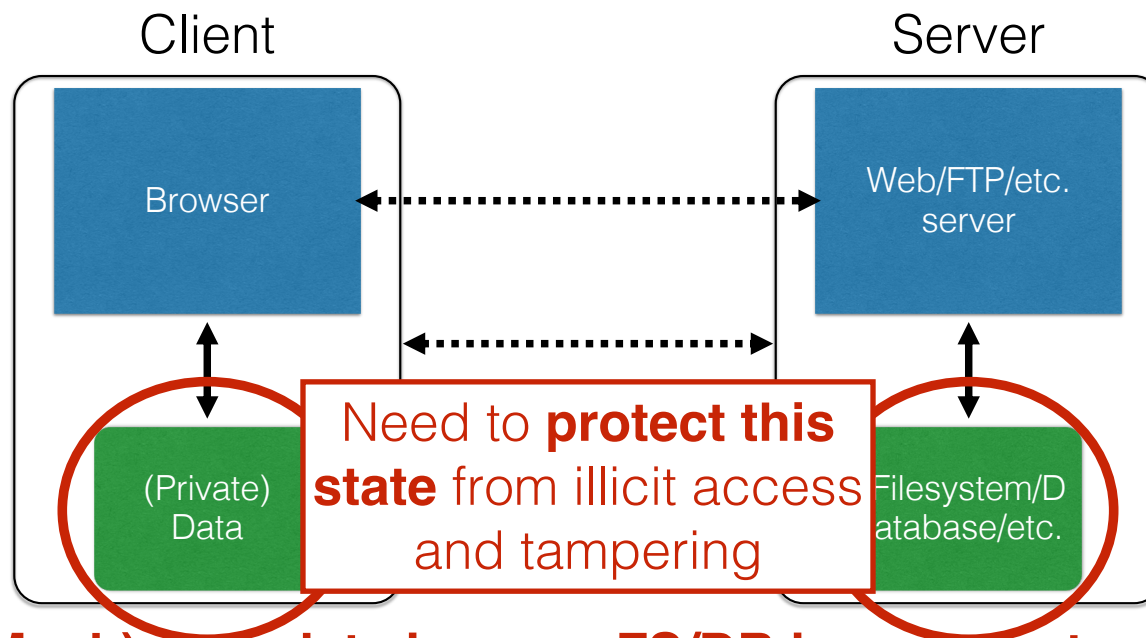 Client
Server
Browser
Web/FTP/etc.
server
(Private)
Data
Need to protect this
state from illicit access
and tampering
Filesystem/D
atabase/etc.